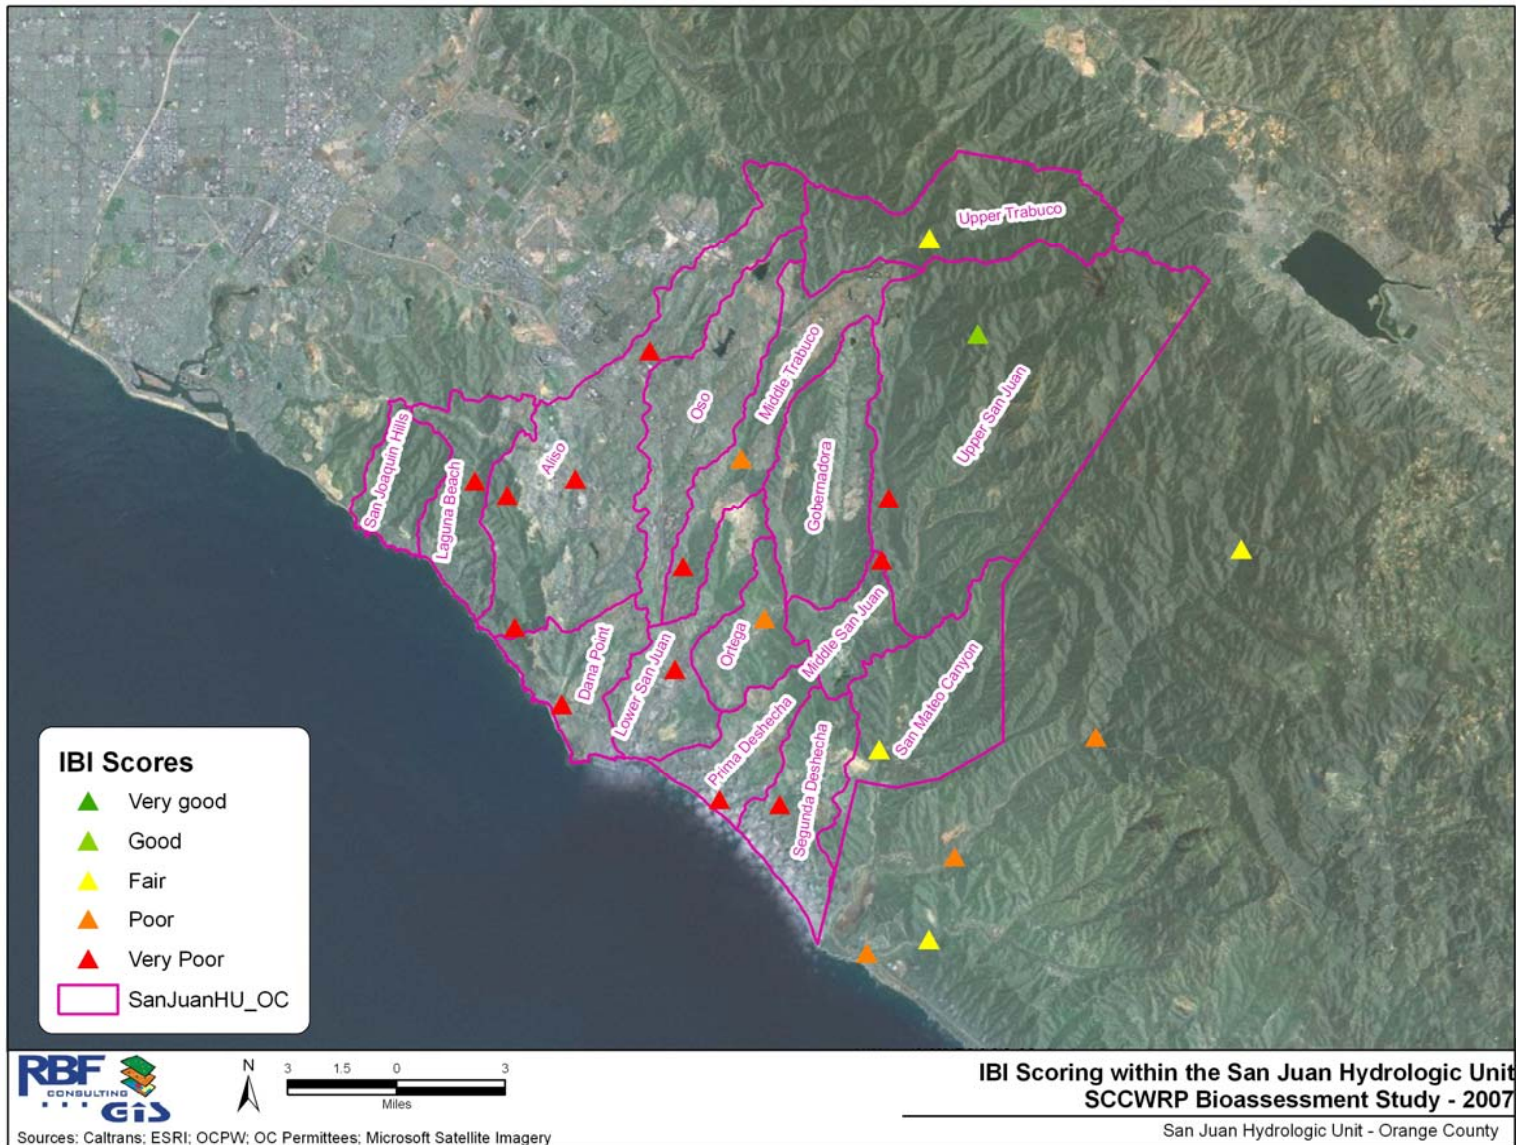 Upper Trabuco
Middle Trabuco
Oso
Upper San Juan
San Joaquin Hills
Laguna Beach
Aliso
Gobernadora
Dana Point
Lower San Juan
Ortega
Middle San Juan
San Mateo Canyon
Prima Deshecha
Segunda Deshecha
IBI Scores
Very good
Good
Fair
Poor
Very Poor
SanJuanHU_OC
RBF
CONSULTING
GIS
N
3 1.5 0 3
Miles
Sources: Caltrans; ESRI; OCPW; OC Permittees; Microsoft Satellite Imagery
IBI Scoring within the San Juan Hydrologic Unit
SCCWRP Bioassessment Study - 2007
San Juan Hydrologic Unit - Orange County